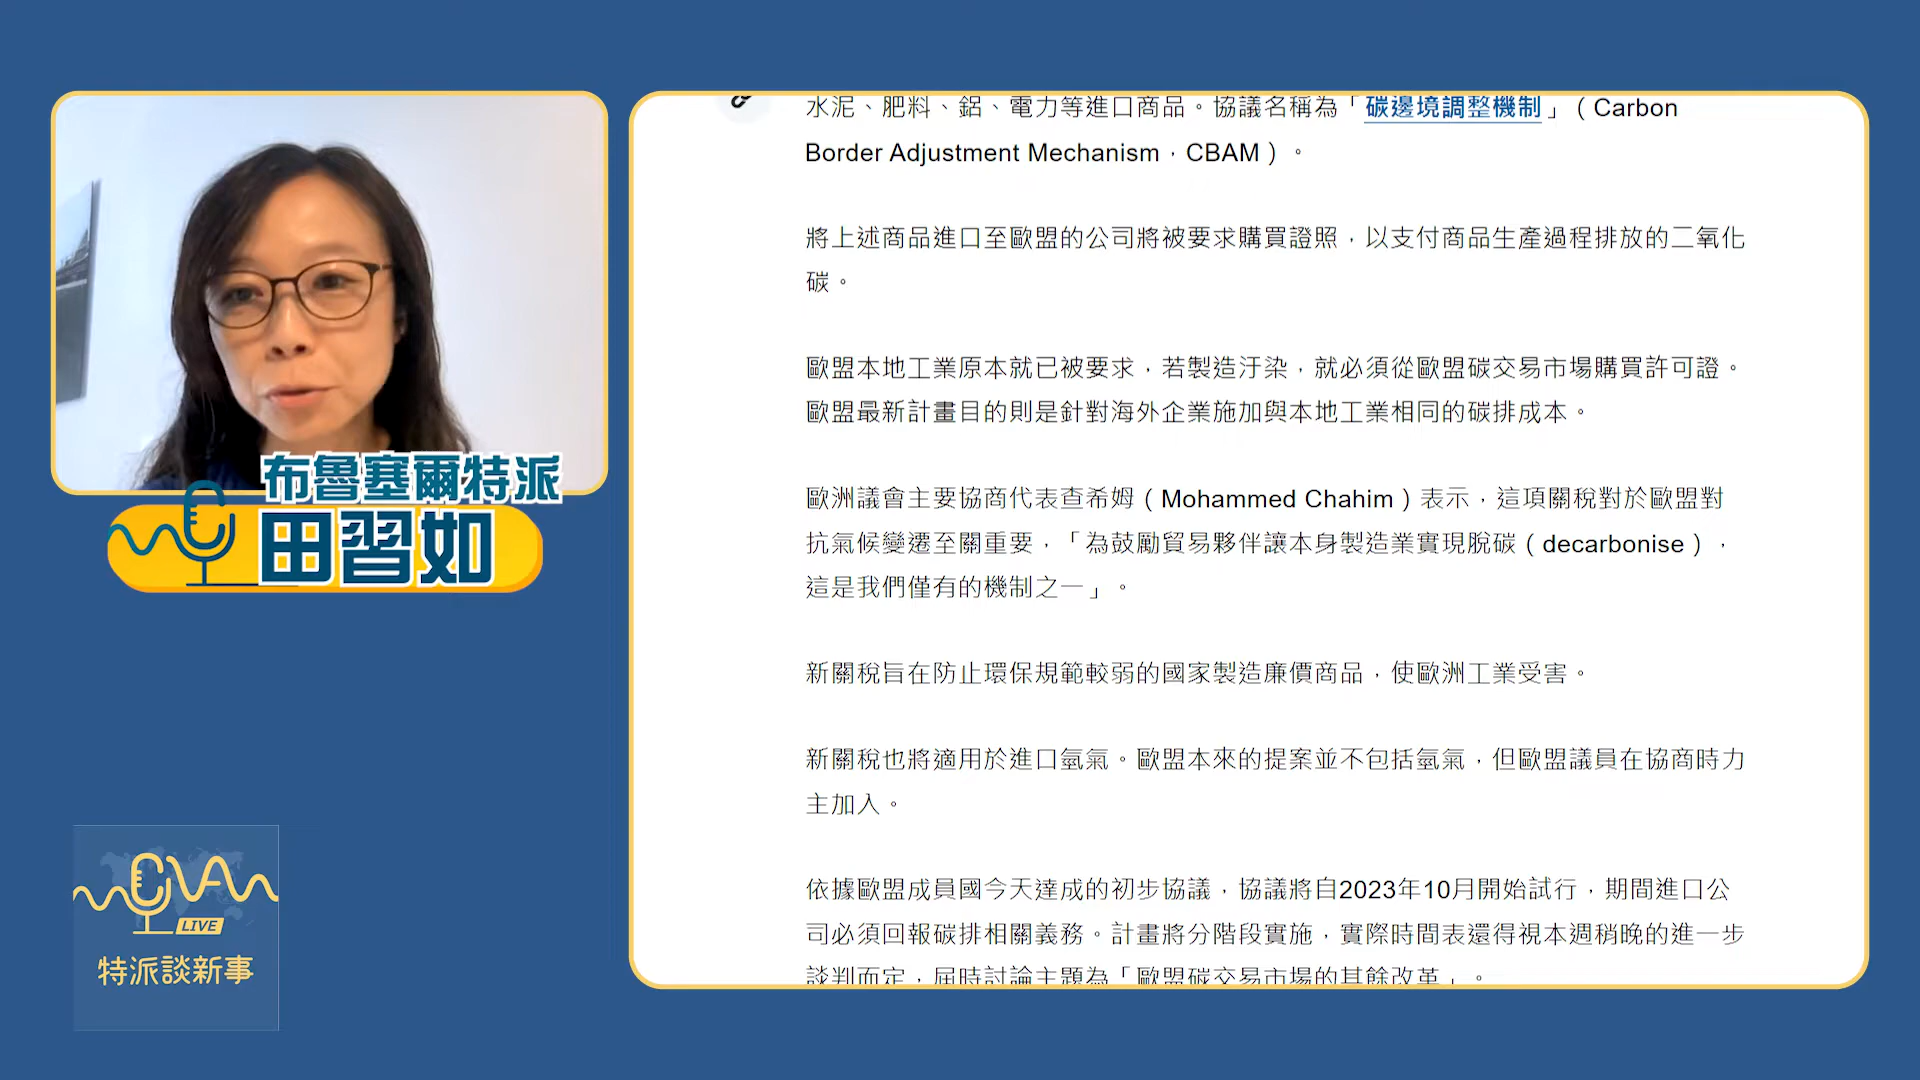 布魯塞爾特派
田習如
CNA
LIVE
特派談新事
水泥、肥料、鋁、電力等進口商品。協議名稱為「碳邊境調整機制」（Carbon
Border Adjustment Mechanism，CBAM）。
將上述商品進口至歐盟的公司將被要求購買證照，以支付商品生產過程排放的二氧化
碳。
歐盟本地工業原本就已被要求，若製造汙染，就必須從歐盟碳交易市場購買許可證。
歐盟最新計畫目的則是針對海外企業施加與本地工業相同的碳排成本。
歐洲議會主要協商代表查希姆（Mohammed Chahim）表示，這項關稅對於歐盟對
抗氣候變遷至關重要，「為鼓勵貿易夥伴讓本身製造業實現脫碳（decarbonise），
這是我們僅有的機制之一」。
新關稅旨在防止環保規範較弱的國家製造廉價商品，使歐洲工業受害。
新關稅也將適用於進口氫氣。歐盟本來的提案並不包括氫氣，但歐盟議員在協商時力
主加入。
依據歐盟成員國今天達成的初步協議，協議將自2023年10月開始試行，期間進口公
司必須回報碳排相關義務。計畫將分階段實施，實際時間表還得視本週稍晚的進一步
談判而定，屆時討論主題為「歐盟碳交易市場的其餘改革」。